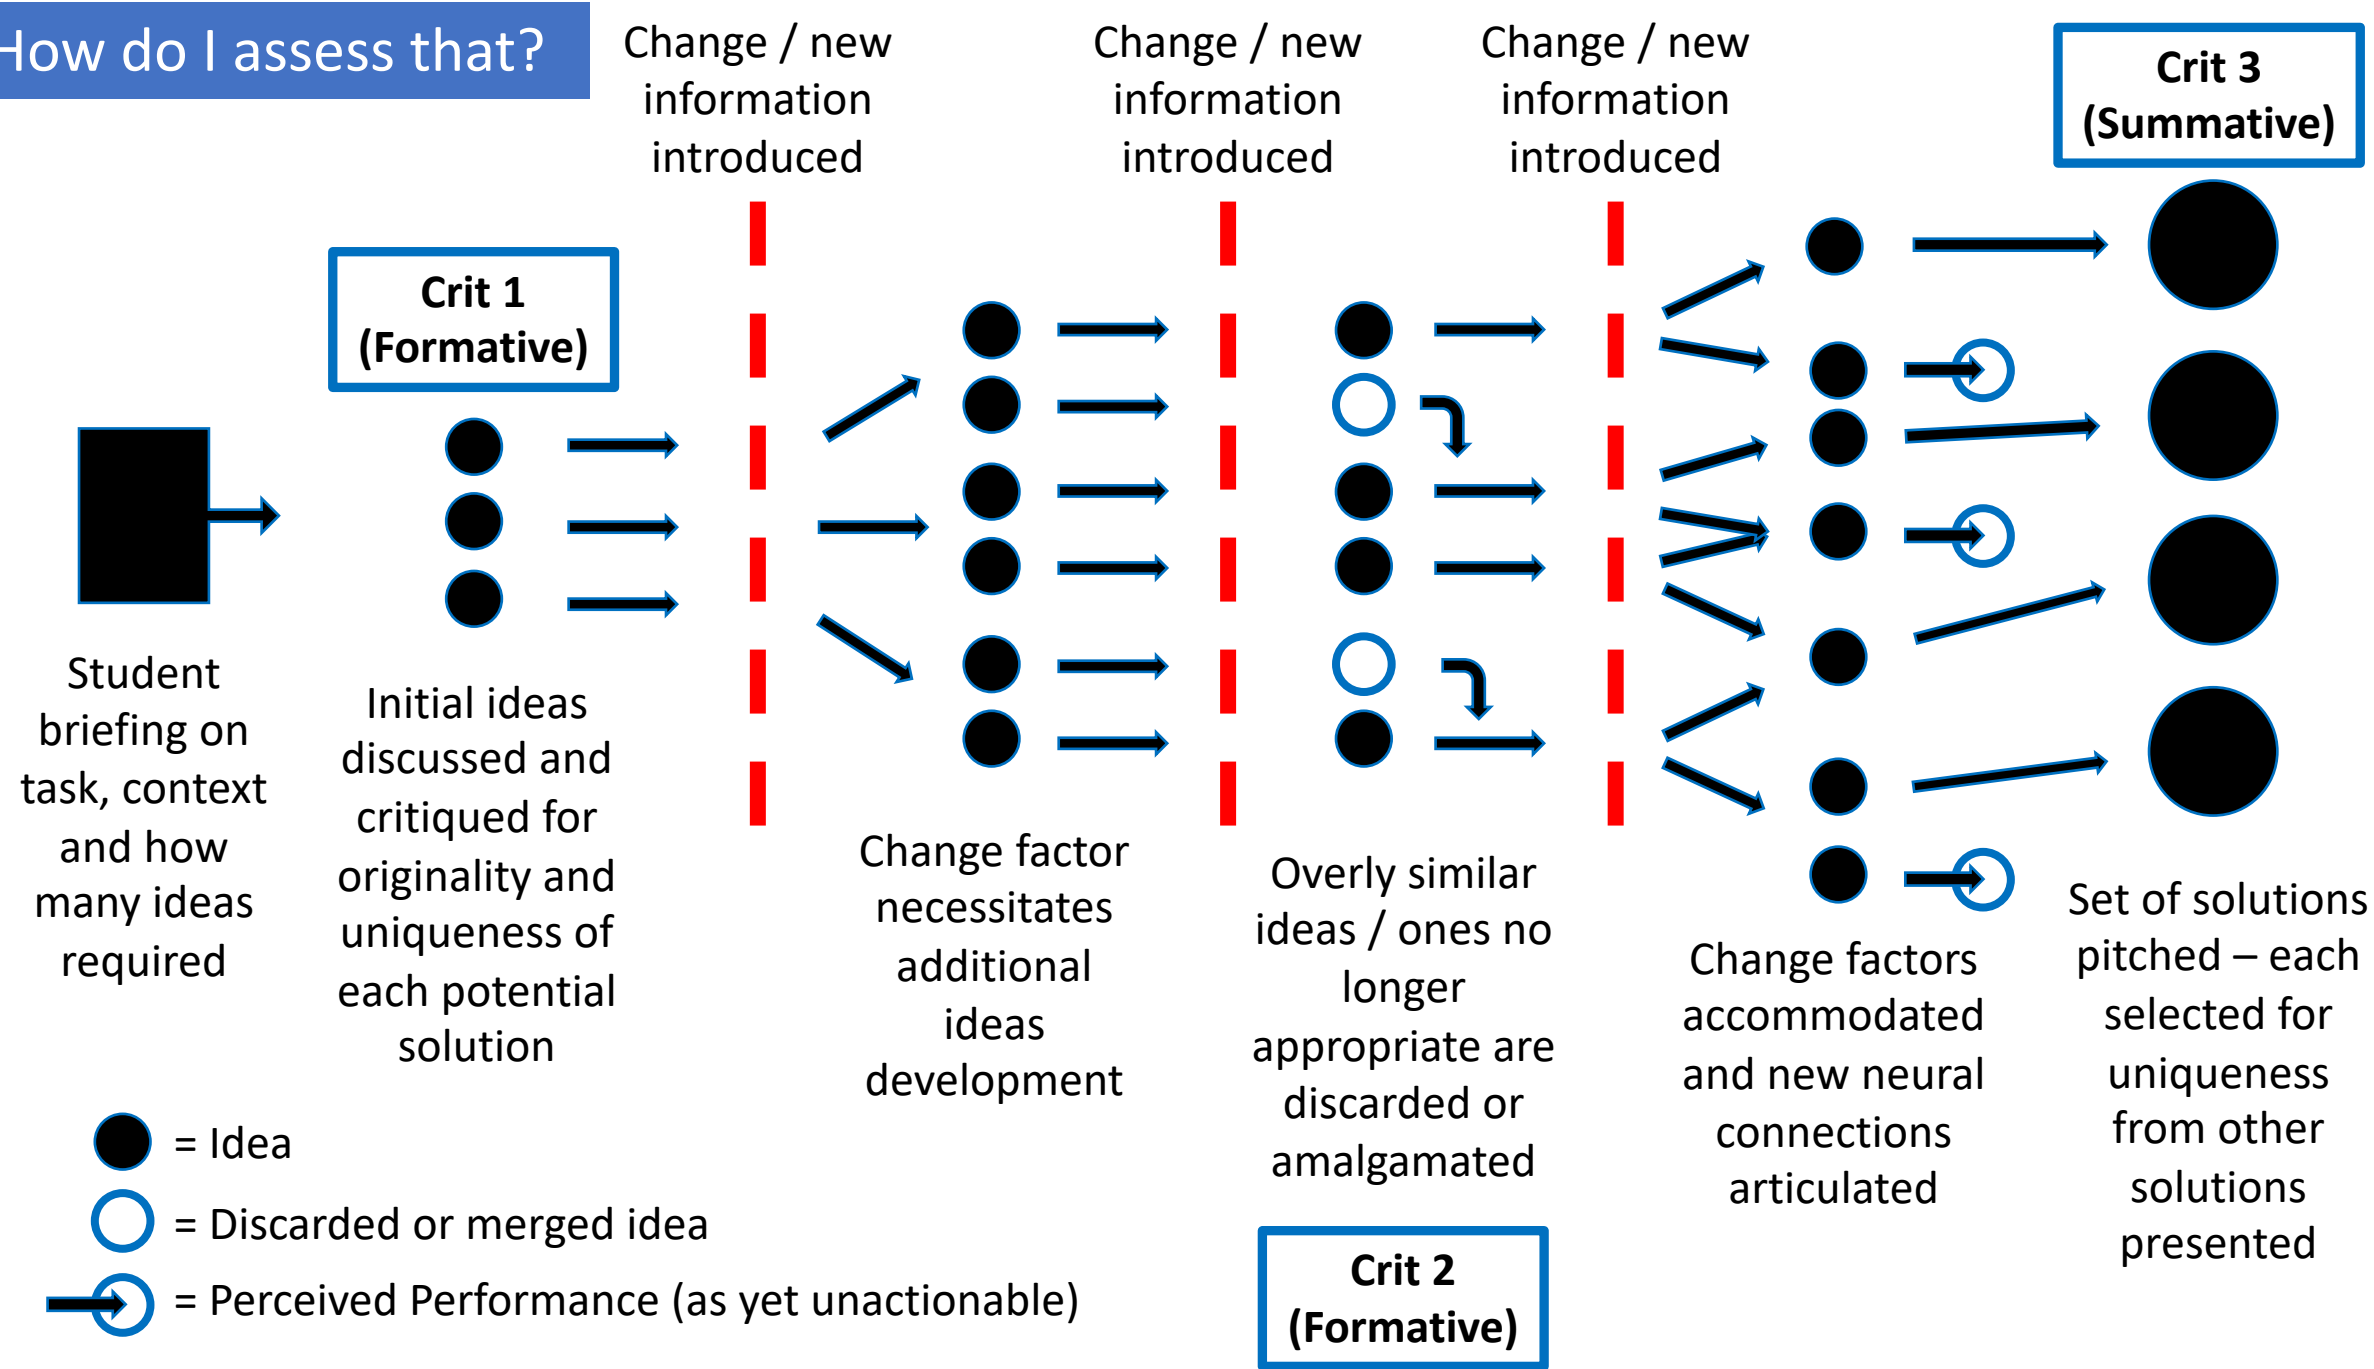 How do I assess that?
Change / new
information
introduced
Change / new
information
introduced
Change / new
information
introduced
Crit 3
(Summative)
Crit 1
(Formative)
Student
briefing on
task, context
and how
many ideas
required
Initial ideas
discussed and
critiqued for
originality and
uniqueness of
each potential
solution
Change factor
necessitates
additional
ideas
development
Overly similar
ideas / ones no
longer
appropriate are
discarded or
amalgamated
Change factors
accommodated
and new neural
connections
articulated
Set of solutions
pitched – each
selected for
uniqueness
from other
solutions
presented
= Idea
= Discarded or merged idea
= Perceived Performance (as yet unactionable)
Crit 2
(Formative)